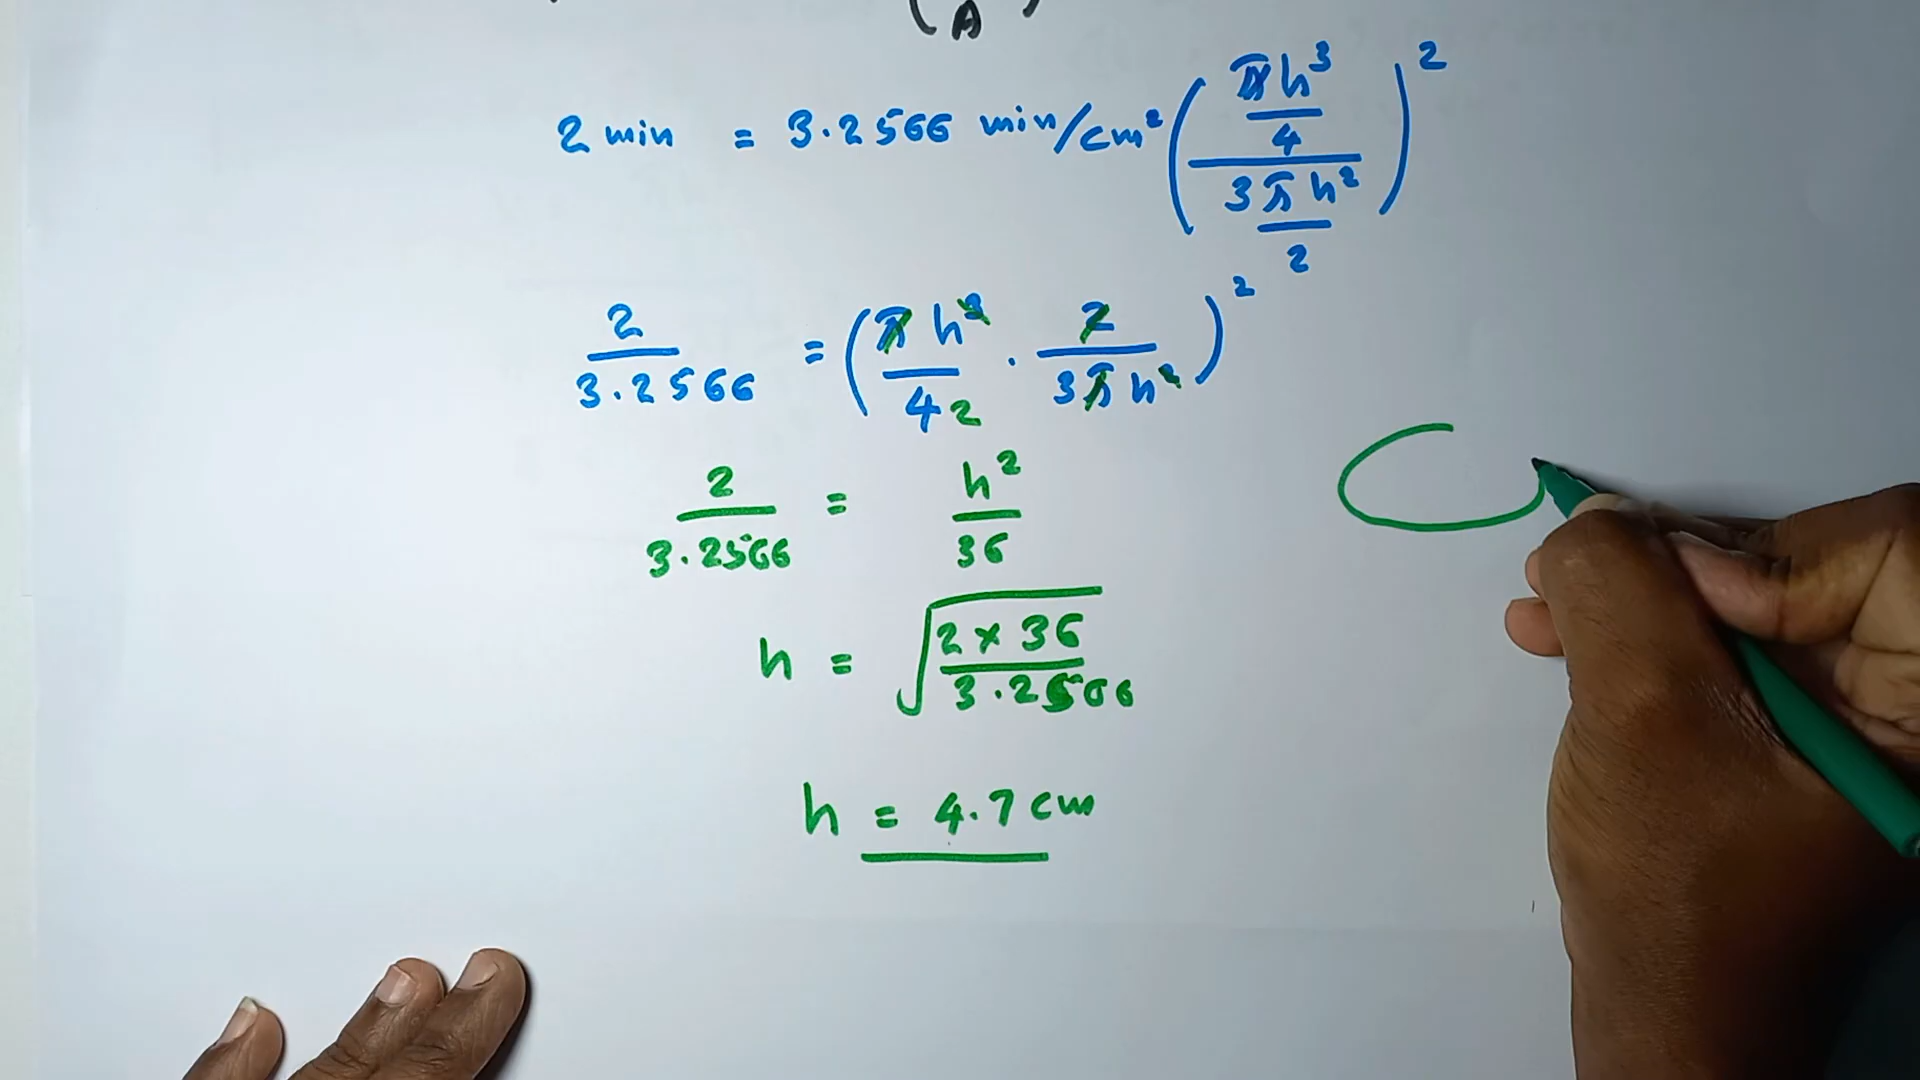 (A)
2 min = 3.2566 min/cm² ((πh³/4)/(3πh²/2))²
2/3.2566 = (πh³/42 · 2/3πh²)²
2/3.2566 = h²/36
h = √(2×36/3.2566)
h = 4.7 cm